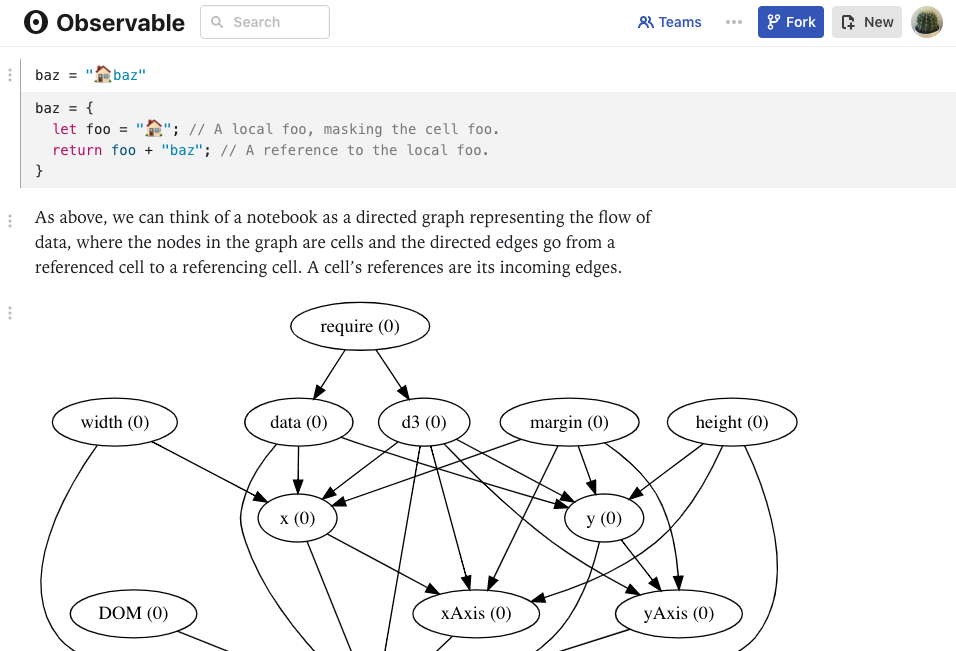 Observable
Search
Teams
Fork
New
baz = "🏠baz"
baz = {
  let foo = "🏠"; // A local foo, masking the cell foo.
  return foo + "baz"; // A reference to the local foo.
}
As above, we can think of a notebook as a directed graph representing the flow of
data, where the nodes in the graph are cells and the directed edges go from a
referenced cell to a referencing cell. A cell’s references are its incoming edges.
require (0)
width (0)
data (0)
d3 (0)
margin (0)
height (0)
x (0)
y (0)
DOM (0)
xAxis (0)
yAxis (0)